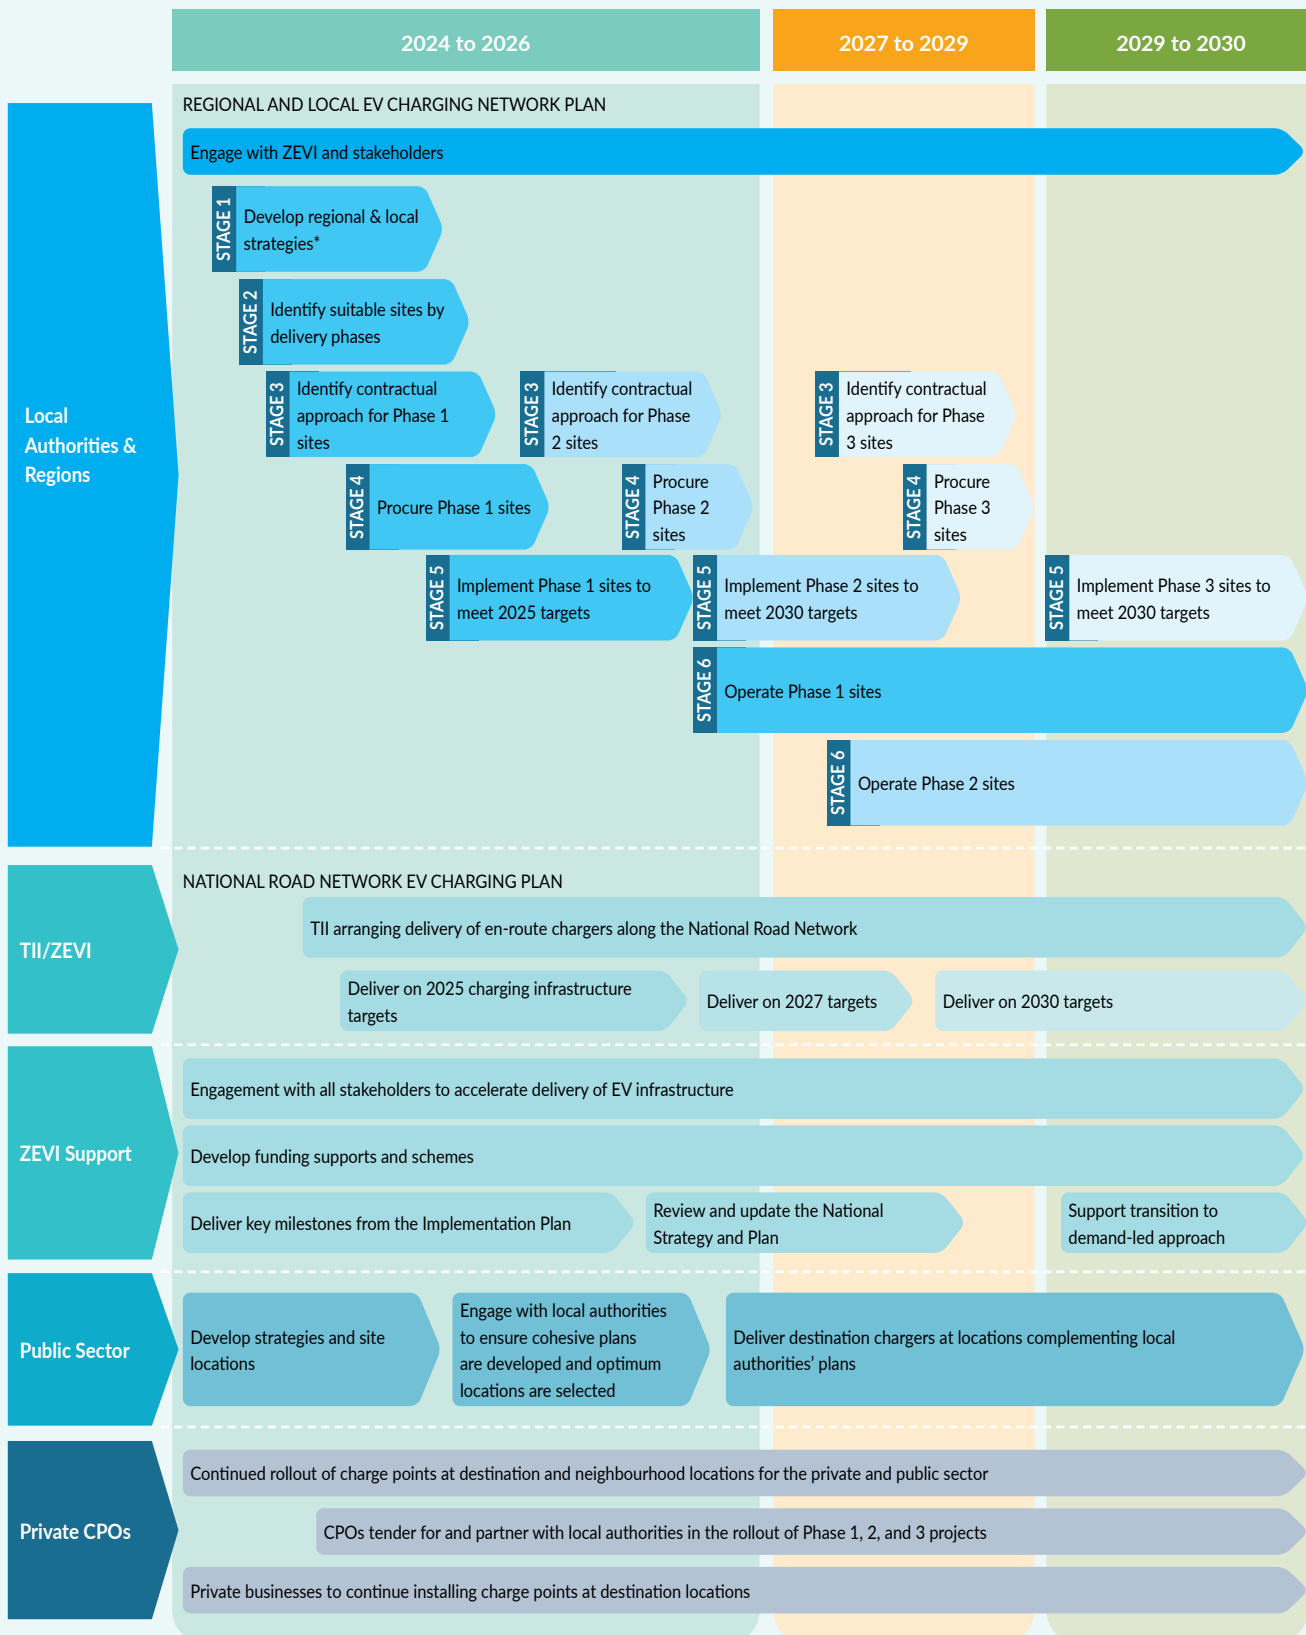 2024 to 2026
2027 to 2029
2029 to 2030
Local
Authorities &
Regions
REGIONAL AND LOCAL EV CHARGING NETWORK PLAN
Engage with ZEVI and stakeholders
STAGE 1
Develop regional & local
strategies*
STAGE 2
Identify suitable sites by
delivery phases
STAGE 3
Identify contractual
approach for Phase 1
sites
STAGE 3
Identify contractual
approach for Phase
2 sites
STAGE 3
Identify contractual
approach for Phase
3 sites
STAGE 4
Procure Phase 1 sites
STAGE 4
Procure
Phase 2
sites
STAGE 4
Procure
Phase 3
sites
STAGE 5
Implement Phase 1 sites to
meet 2025 targets
STAGE 5
Implement Phase 2 sites to
meet 2030 targets
STAGE 5
Implement Phase 3 sites to
meet 2030 targets
STAGE 6
Operate Phase 1 sites
STAGE 6
Operate Phase 2 sites
TII/ZEVI
NATIONAL ROAD NETWORK EV CHARGING PLAN
TII arranging delivery of en-route chargers along the National Road Network
Deliver on 2025 charging infrastructure
targets
Deliver on 2027 targets
Deliver on 2030 targets
ZEVI Support
Engagement with all stakeholders to accelerate delivery of EV infrastructure
Develop funding supports and schemes
Deliver key milestones from the Implementation Plan
Review and update the National
Strategy and Plan
Support transition to
demand-led approach
Public Sector
Develop strategies and site
locations
Engage with local authorities
to ensure cohesive plans
are developed and optimum
locations are selected
Deliver destination chargers at locations complementing local
authorities’ plans
Private CPOs
Continued rollout of charge points at destination and neighbourhood locations for the private and public sector
CPOs tender for and partner with local authorities in the rollout of Phase 1, 2, and 3 projects
Private businesses to continue installing charge points at destination locations